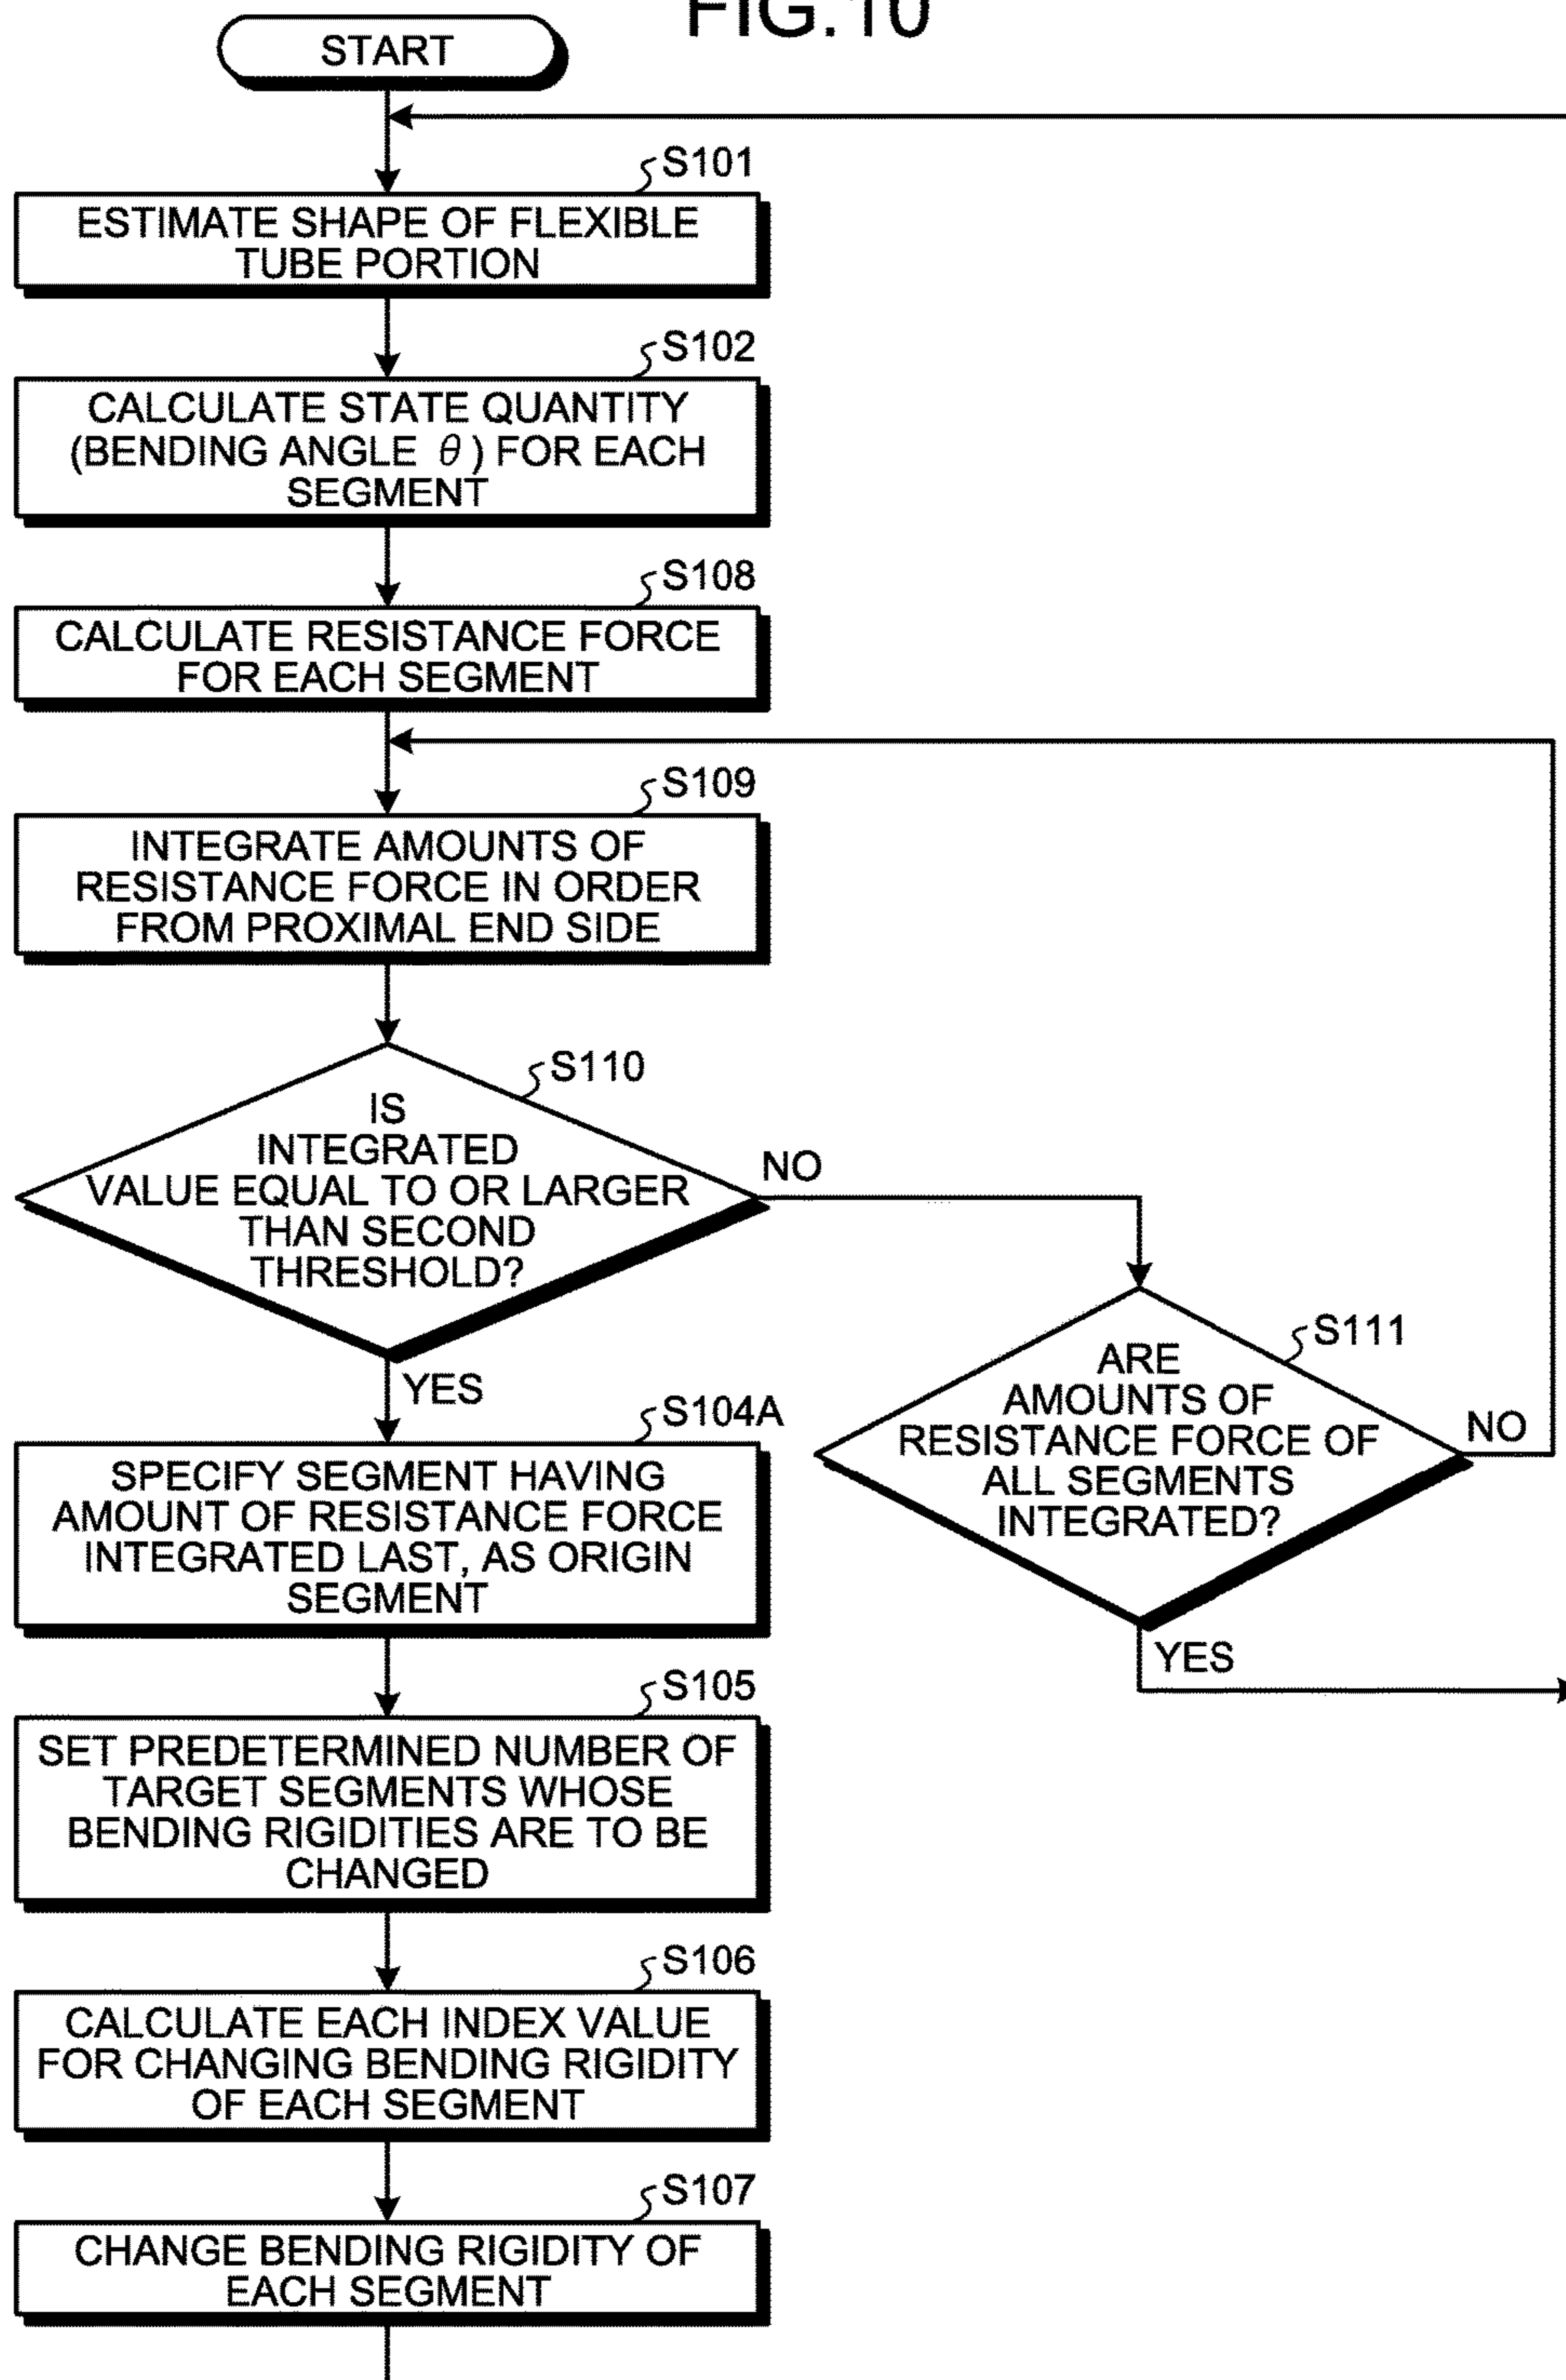 FIG.10
START
S101
ESTIMATE SHAPE OF FLEXIBLE
TUBE PORTION
S102
CALCULATE STATE QUANTITY
(BENDING ANGLE θ) FOR EACH
SEGMENT
S108
CALCULATE RESISTANCE FORCE
FOR EACH SEGMENT
S109
INTEGRATE AMOUNTS OF
RESISTANCE FORCE IN ORDER
FROM PROXIMAL END SIDE
S110
IS
INTEGRATED
VALUE EQUAL TO OR LARGER
THAN SECOND
THRESHOLD?
NO
YES
S111
ARE
AMOUNTS OF
RESISTANCE FORCE OF
ALL SEGMENTS
INTEGRATED?
NO
YES
S104A
SPECIFY SEGMENT HAVING
AMOUNT OF RESISTANCE FORCE
INTEGRATED LAST, AS ORIGIN
SEGMENT
S105
SET PREDETERMINED NUMBER OF
TARGET SEGMENTS WHOSE
BENDING RIGIDITIES ARE TO BE
CHANGED
S106
CALCULATE EACH INDEX VALUE
FOR CHANGING BENDING RIGIDITY
OF EACH SEGMENT
S107
CHANGE BENDING RIGIDITY OF
EACH SEGMENT